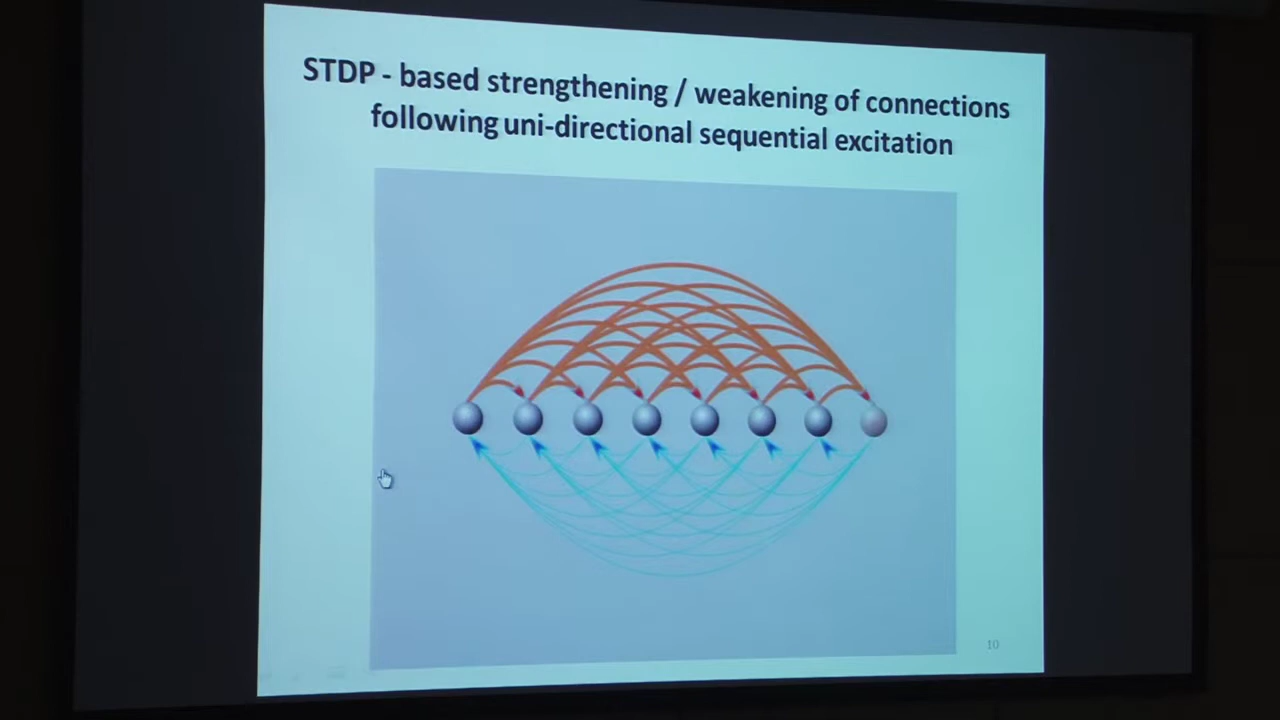 STDP - based strengthening / weakening of connections
following uni-directional sequential excitation
10